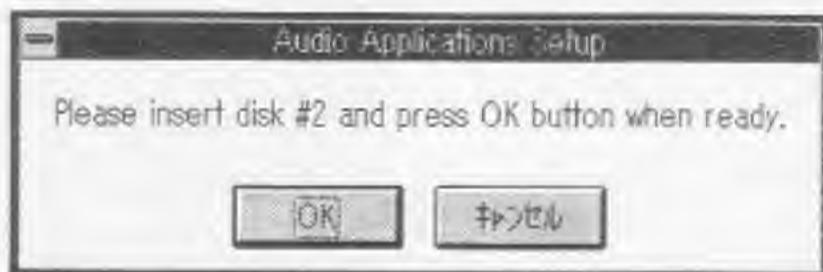 Audio Applications Setup
Please insert disk #2 and press OK button when ready.
OK
キャンセル